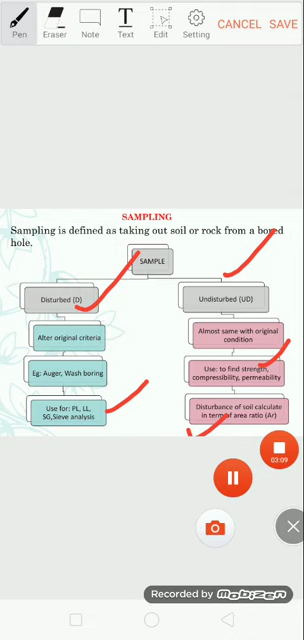 Pen Eraser Note Text Edit Setting CANCEL SAVE
SAMPLING
Sampling is defined as taking out soil or rock from a bored
hole.
SAMPLE
Disturbed (D)
Undisturbed (UD)
Alter original criteria
Almost same with original
condition
Eg: Auger, Wash boring
Use: to find strength,
compressibility, permeability
Use for: PL, LL,
SG,Sieve analysis
Disturbance of soil calculate
in term of area ratio (Ar)
03:09
Recorded by Mobizen